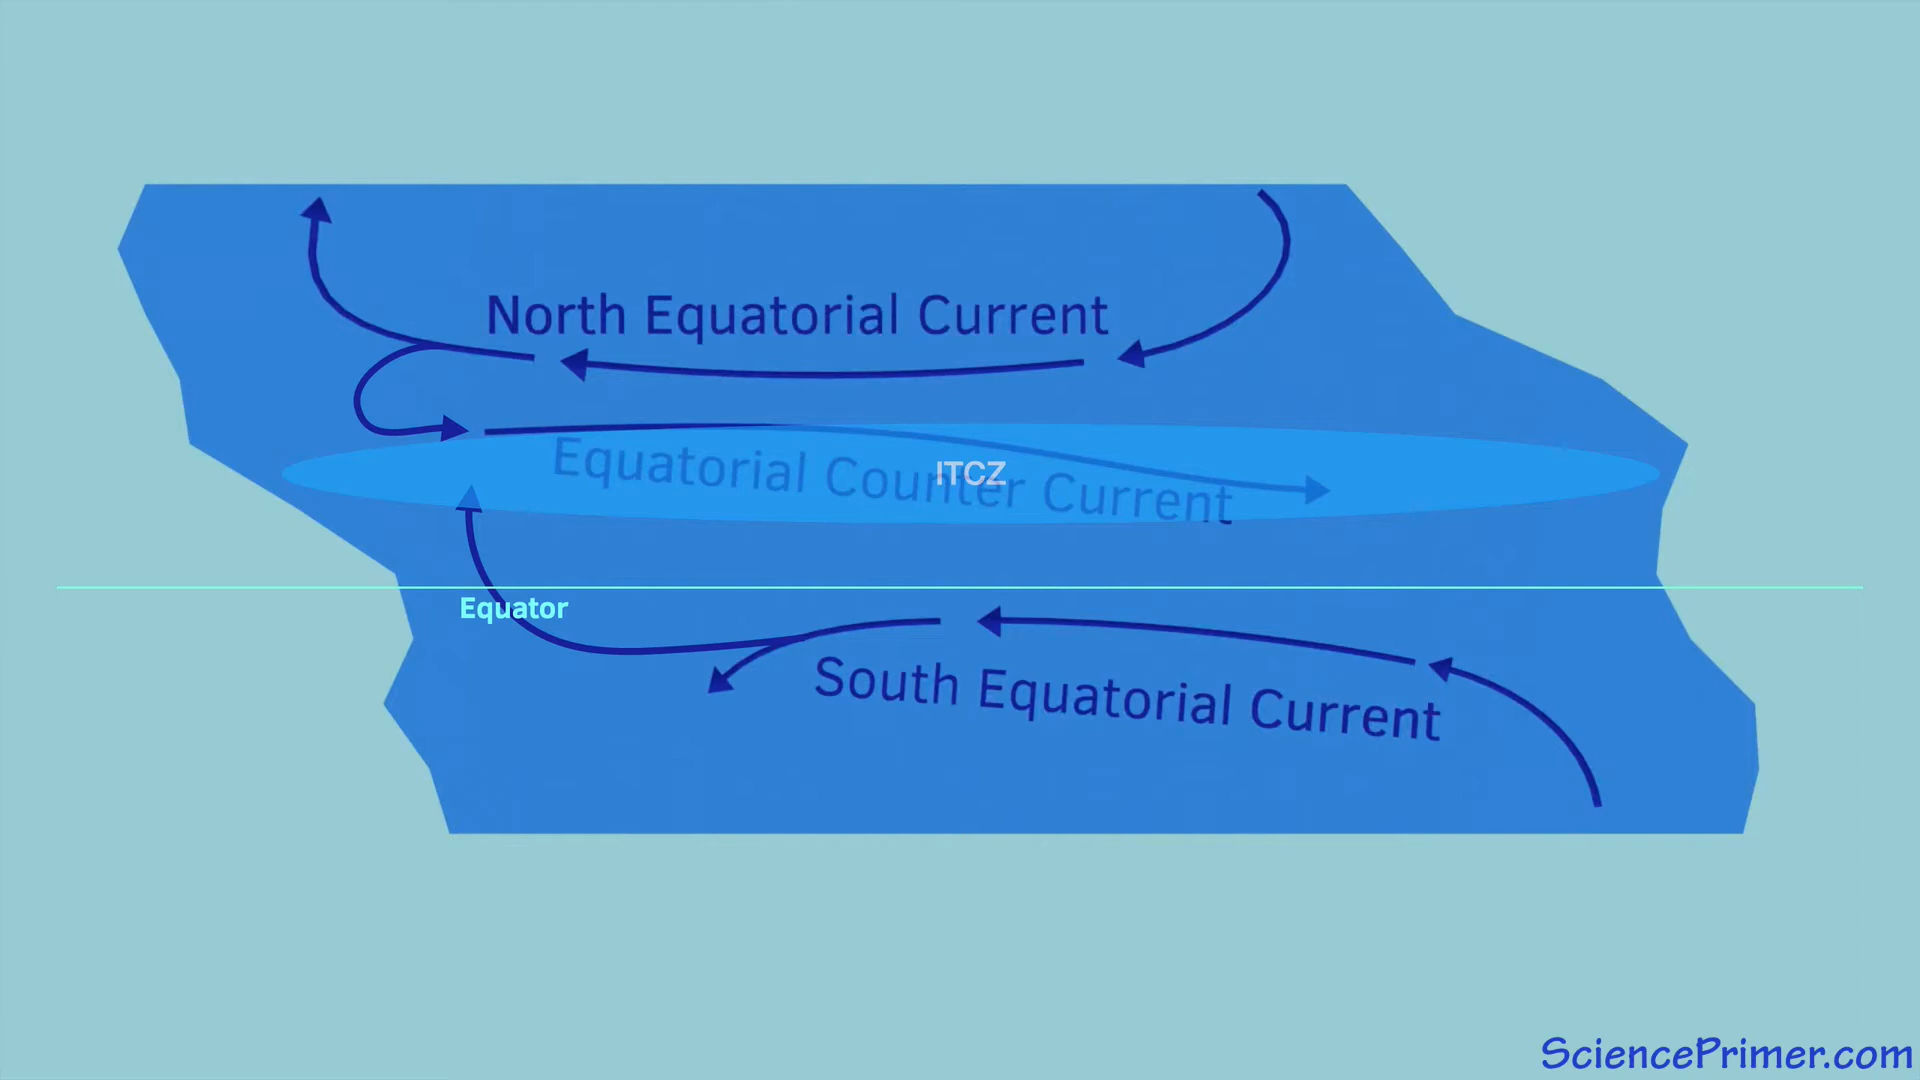 North Equatorial Current
Equatorial Counter Current
ITCZ
Equator
South Equatorial Current
SciencePrimer.com